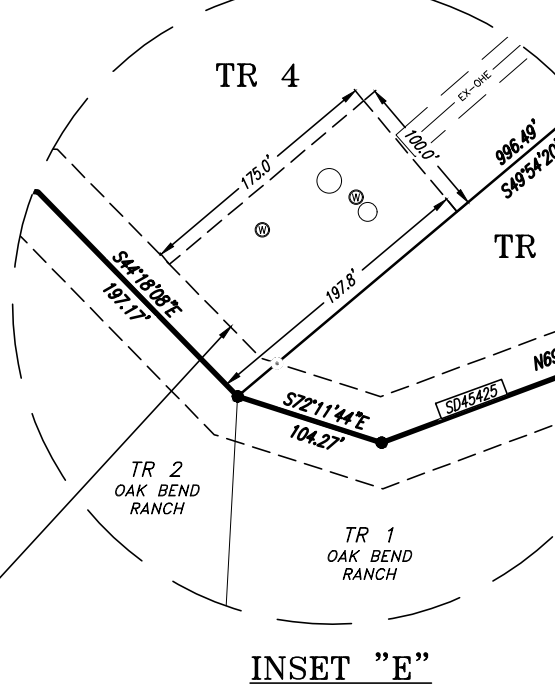 TR 4
EX-OHE
100.0'
175.0'
996.49'
S49°54'20"
TR
S44°18'08"E
197.17'
197.8'
W
W
N69
S72°11'44"E
104.27'
SD45425
TR 2
OAK BEND
RANCH
TR 1
OAK BEND
RANCH
INSET "E"